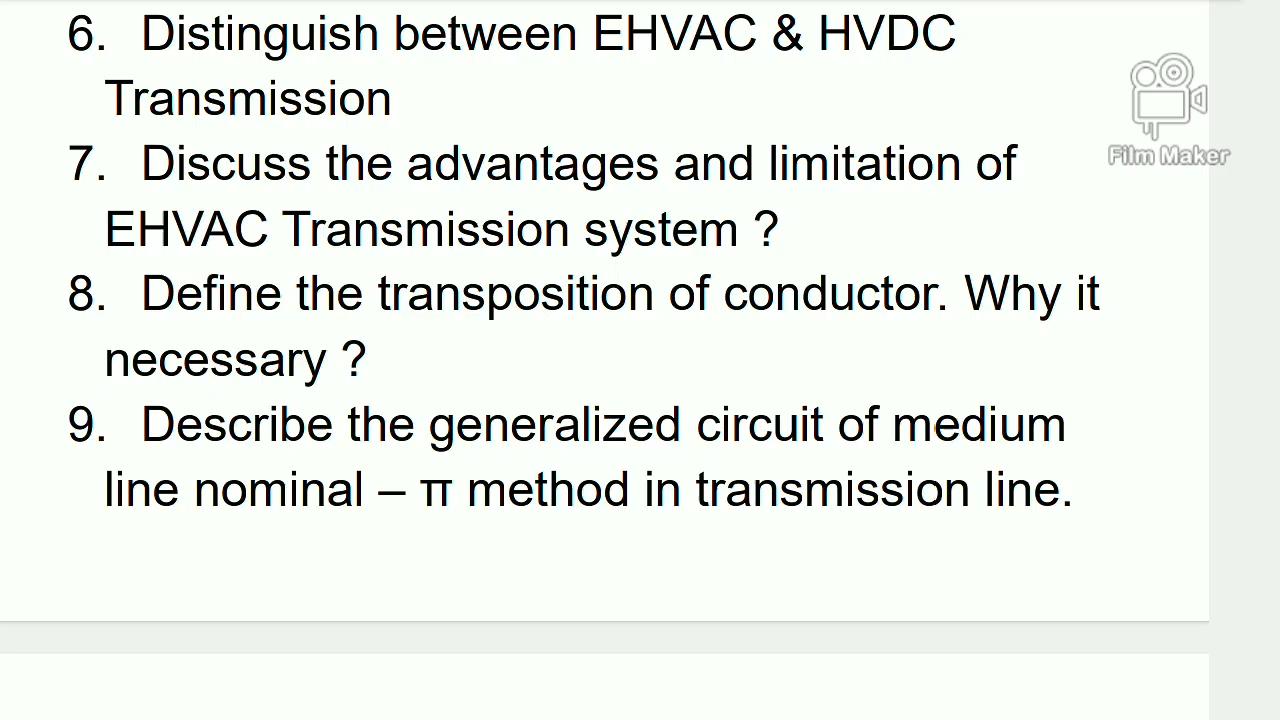 6. Distinguish between EHVAC & HVDC
Transmission
7. Discuss the advantages and limitation of
EHVAC Transmission system ?
8. Define the transposition of conductor. Why it
necessary ?
9. Describe the generalized circuit of medium
line nominal – π method in transmission line.
Film Maker